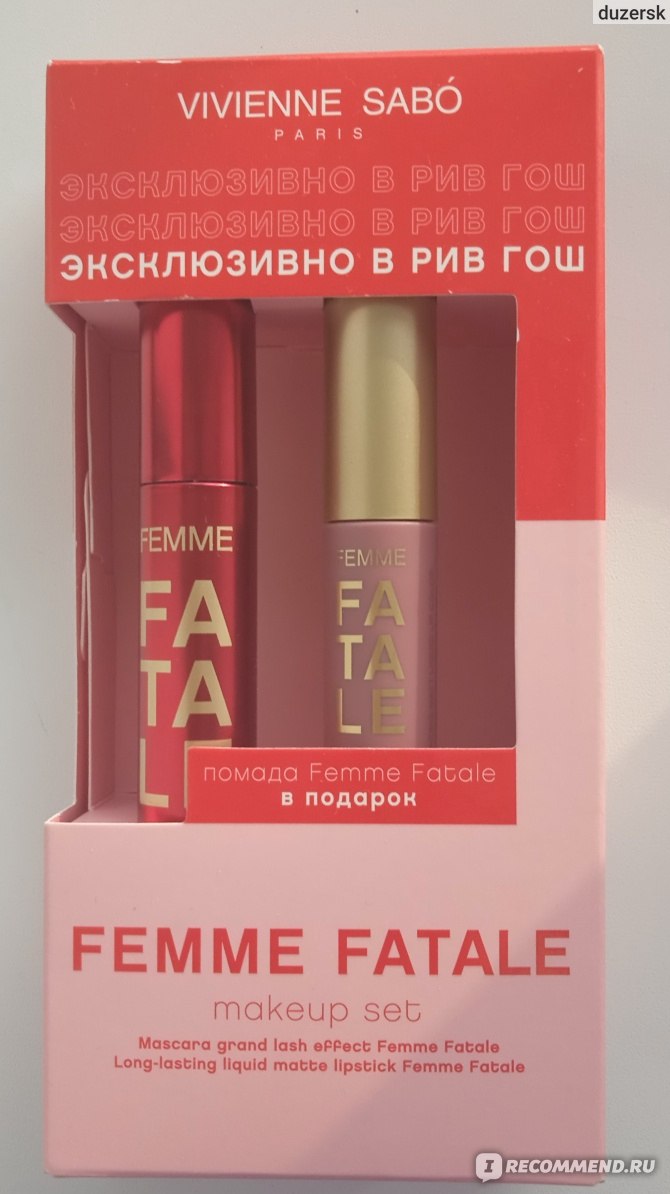 duzersk
VIVIENNE SABÓ
PARIS
ЭКСКЛЮЗИВНО В РИВ ГОШ
ЭКСКЛЮЗИВНО В РИВ ГОШ
ЭКСКЛЮЗИВНО В РИВ ГОШ
FEMME
FA
TA
LE
FEMME
FA
TA
LE
помада Femme Fatale
в подарок
FEMME FATALE
makeup set
Mascara grand lash effect Femme Fatale
Long-lasting liquid matte lipstick Femme Fatale
IRECOMMEND.RU